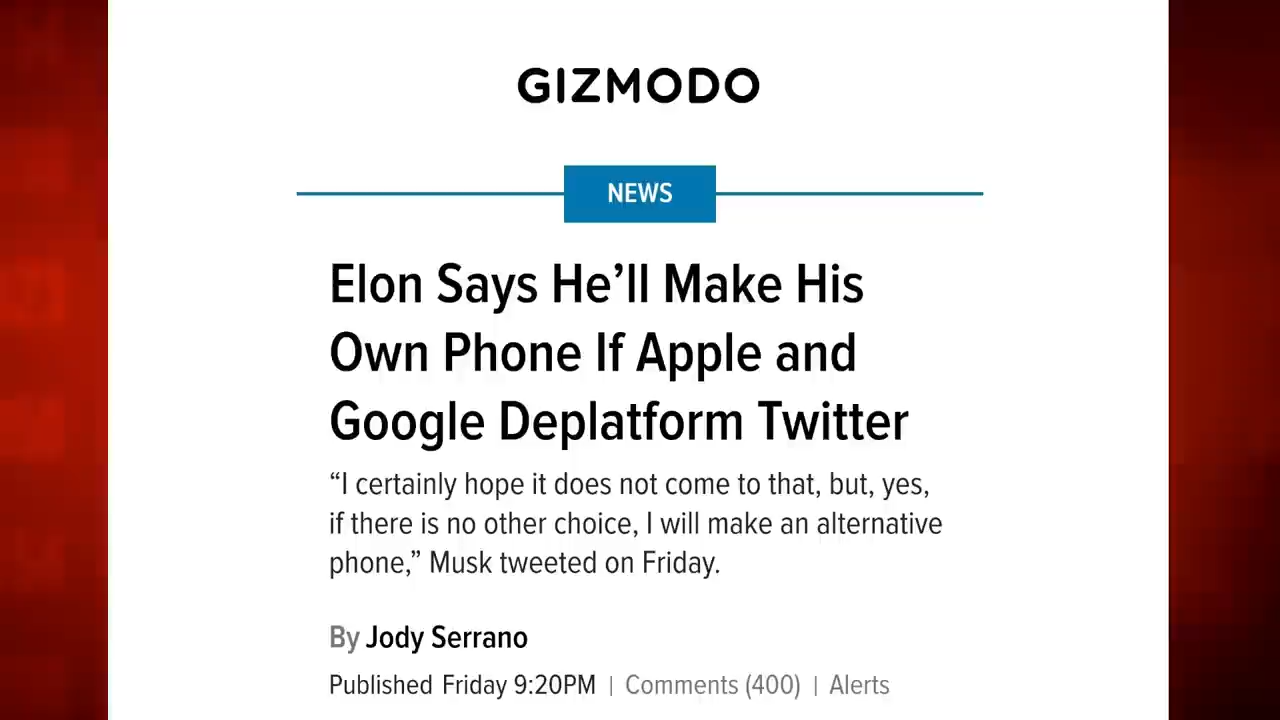 GIZMODO
NEWS
Elon Says He’ll Make His
Own Phone If Apple and
Google Deplatform Twitter
“I certainly hope it does not come to that, but, yes,
if there is no other choice, I will make an alternative
phone,” Musk tweeted on Friday.
By Jody Serrano
Published Friday 9:20PM | Comments (400) | Alerts